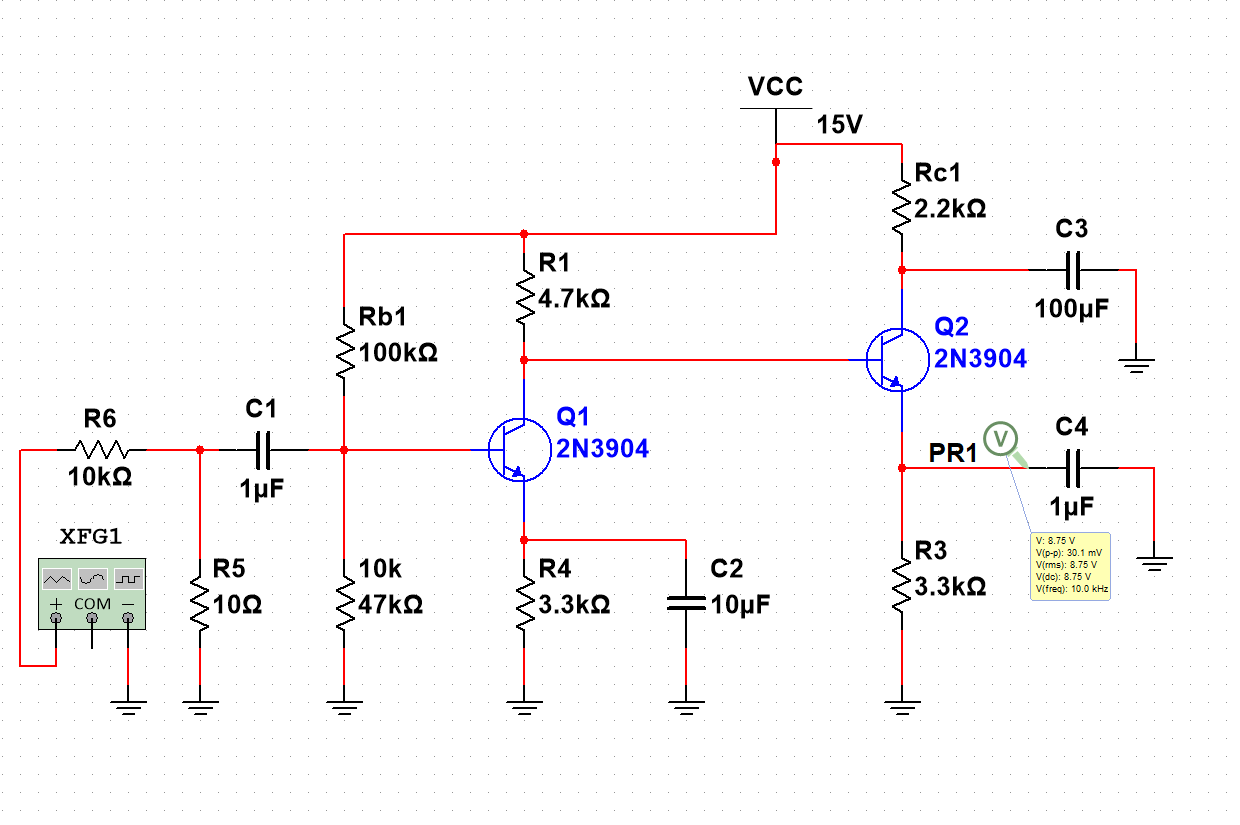 VCC
15V
Rc1
2.2kΩ
C3
100µF
R1
4.7kΩ
Rb1
100kΩ
Q2
2N3904
R6
10kΩ
C1
1µF
Q1
2N3904
PR1
V
C4
1µF
V: 8.75 V
V(p-p): 30.1 mV
V(rms): 8.75 V
V(dc): 8.75 V
V(freq): 10.0 kHz
XFG1
+ COM −
R5
10Ω
10k
47kΩ
R4
3.3kΩ
C2
10µF
R3
3.3kΩ